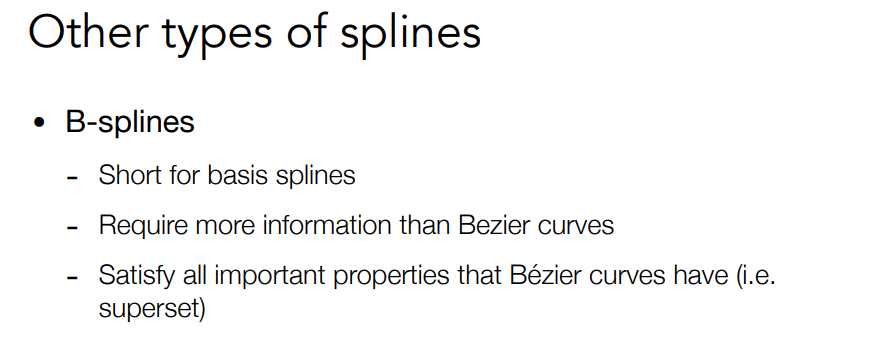 Other types of splines
• B-splines
- Short for basis splines
- Require more information than Bezier curves
- Satisfy all important properties that Bézier curves have (i.e.
superset)